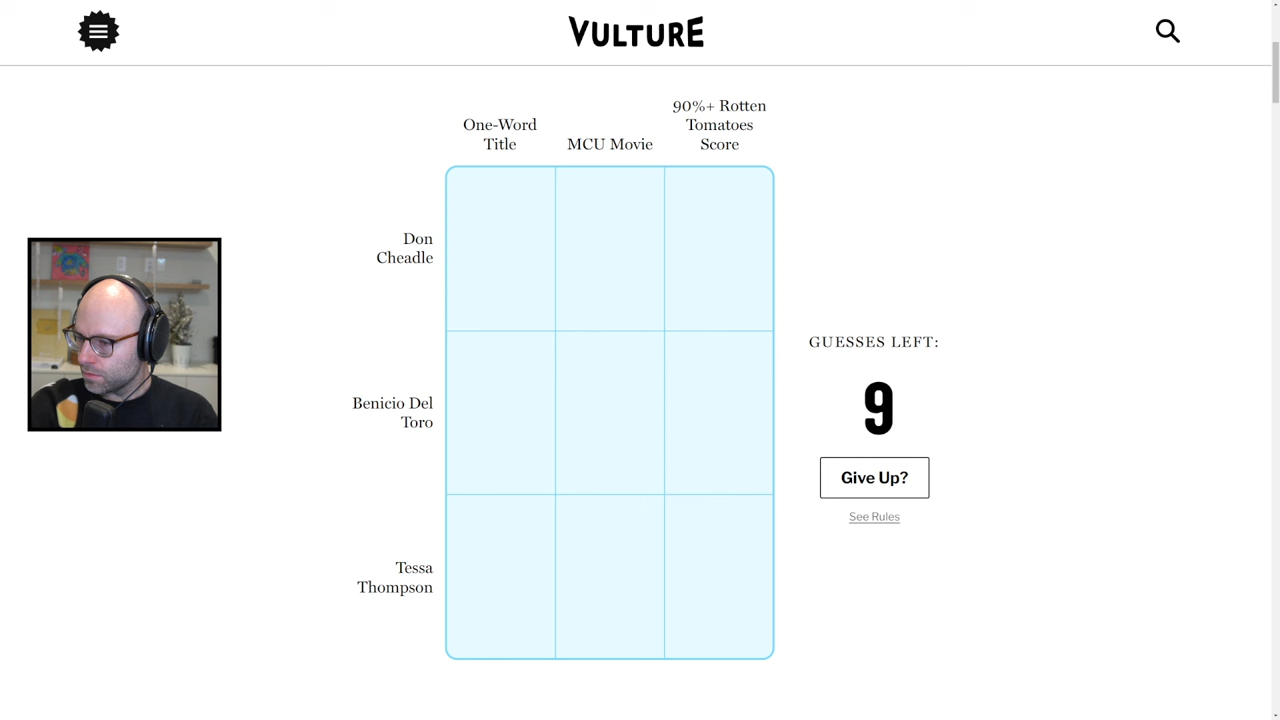 VULTURE
One-Word
Title
MCU Movie
90%+ Rotten
Tomatoes
Score
Don
Cheadle
Benicio Del
Toro
Tessa
Thompson
GUESSES LEFT:
9
Give Up?
See Rules